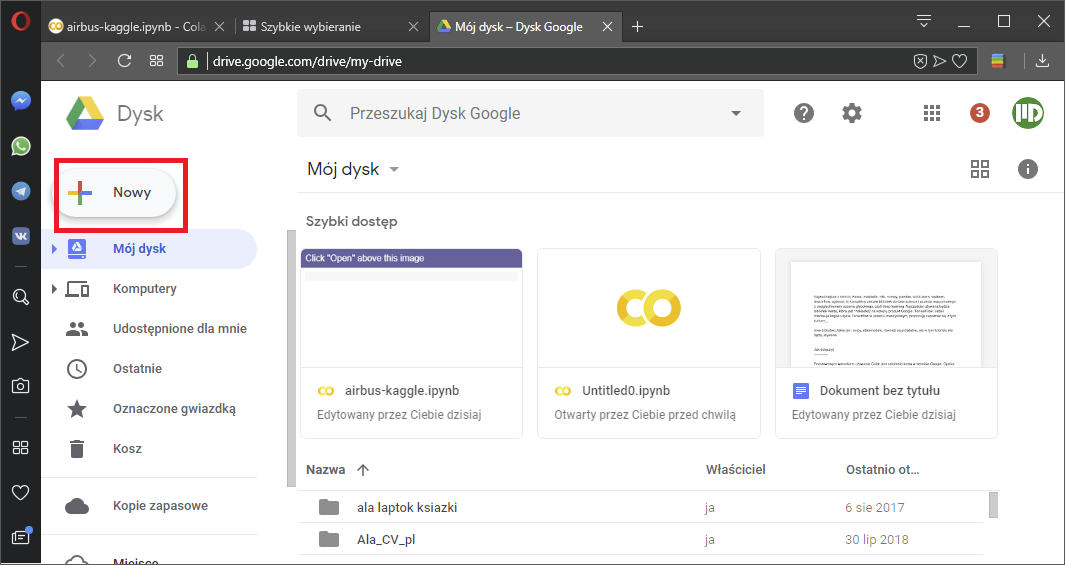 airbus-kaggle.ipynb - Cola
Szybkie wybieranie
Mój dysk – Dysk Google
drive.google.com/drive/my-drive
Dysk
Przeszukaj Dysk Google
3
Nowy
Mój dysk
Mój dysk
Komputery
Udostępnione dla mnie
Ostatnie
Oznaczone gwiazdką
Kosz
Kopie zapasowe
Miejsce
Szybki dostęp
Click "Open" above this image
airbus-kaggle.ipynb
Edytowany przez Ciebie dzisiaj
Untitled0.ipynb
Otwarty przez Ciebie przed chwilą
Dokument bez tytułu
Edytowany przez Ciebie dzisiaj
Nazwa Właściciel Ostatnio ot...
ala laptok ksiazki ja 6 sie 2017
Ala_CV_pl ja 30 lip 2018